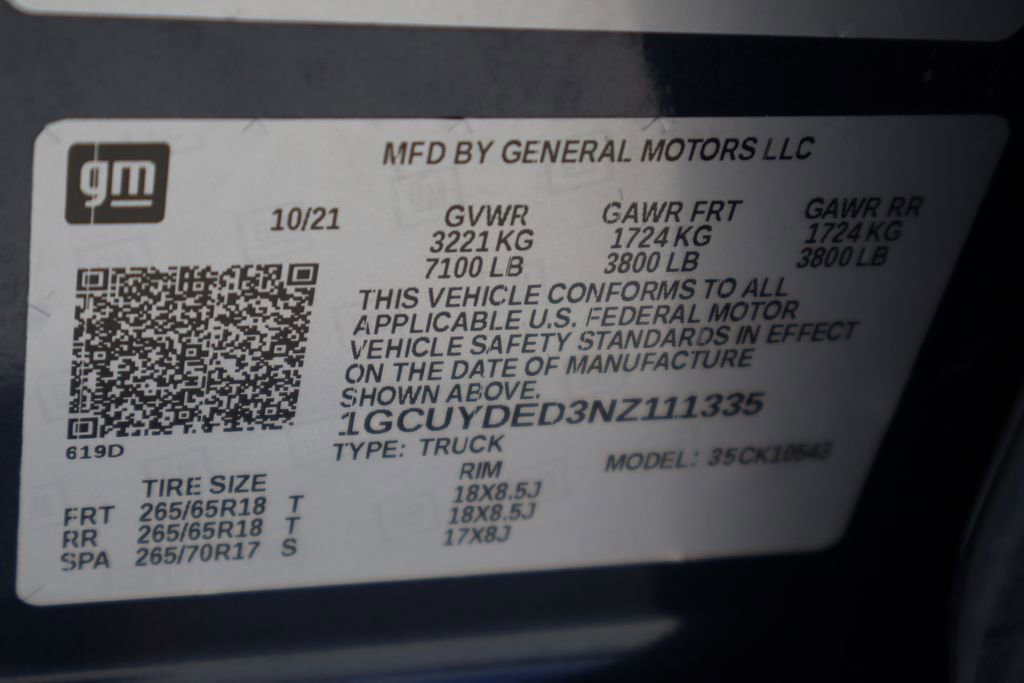 gm
MFD BY GENERAL MOTORS LLC
10/21 GVWR GAWR FRT GAWR RR
3221 KG 1724 KG 1724 KG
7100 LB 3800 LB 3800 LB
THIS VEHICLE CONFORMS TO ALL
APPLICABLE U.S. FEDERAL MOTOR
VEHICLE SAFETY STANDARDS IN EFFECT
ON THE DATE OF MANUFACTURE
SHOWN ABOVE.
1GCUYDED3NZ111335
619D
TYPE: TRUCK
MODEL: 35CK10543
TIRE SIZE RIM
FRT 265/65R18 T 18X8.5J
RR 265/65R18 T 18X8.5J
SPA 265/70R17 S 17X8J